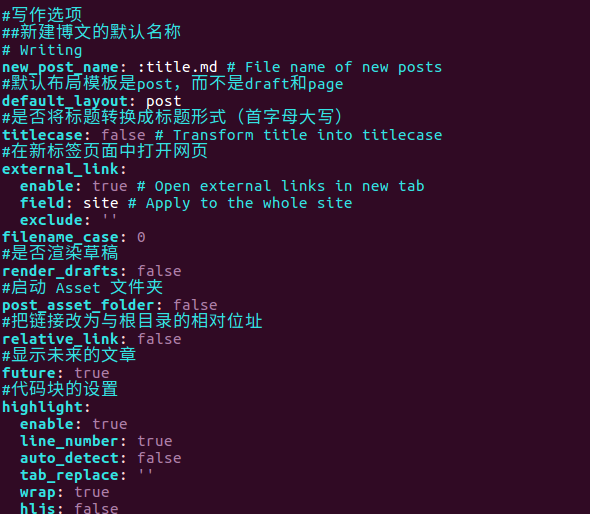 #写作选项
##新建博文的默认名称
# Writing
new_post_name: :title.md # File name of new posts
#默认布局模板是post，而不是draft和page
default_layout: post
#是否将标题转换成标题形式（首字母大写）
titlecase: false # Transform title into titlecase
#在新标签页面中打开网页
external_link:
  enable: true # Open external links in new tab
  field: site # Apply to the whole site
  exclude: ''
filename_case: 0
#是否渲染草稿
render_drafts: false
#启动 Asset 文件夹
post_asset_folder: false
#把链接改为与根目录的相对位址
relative_link: false
#显示未来的文章
future: true
#代码块的设置
highlight:
  enable: true
  line_number: true
  auto_detect: false
  tab_replace: ''
  wrap: true
  hljs: false